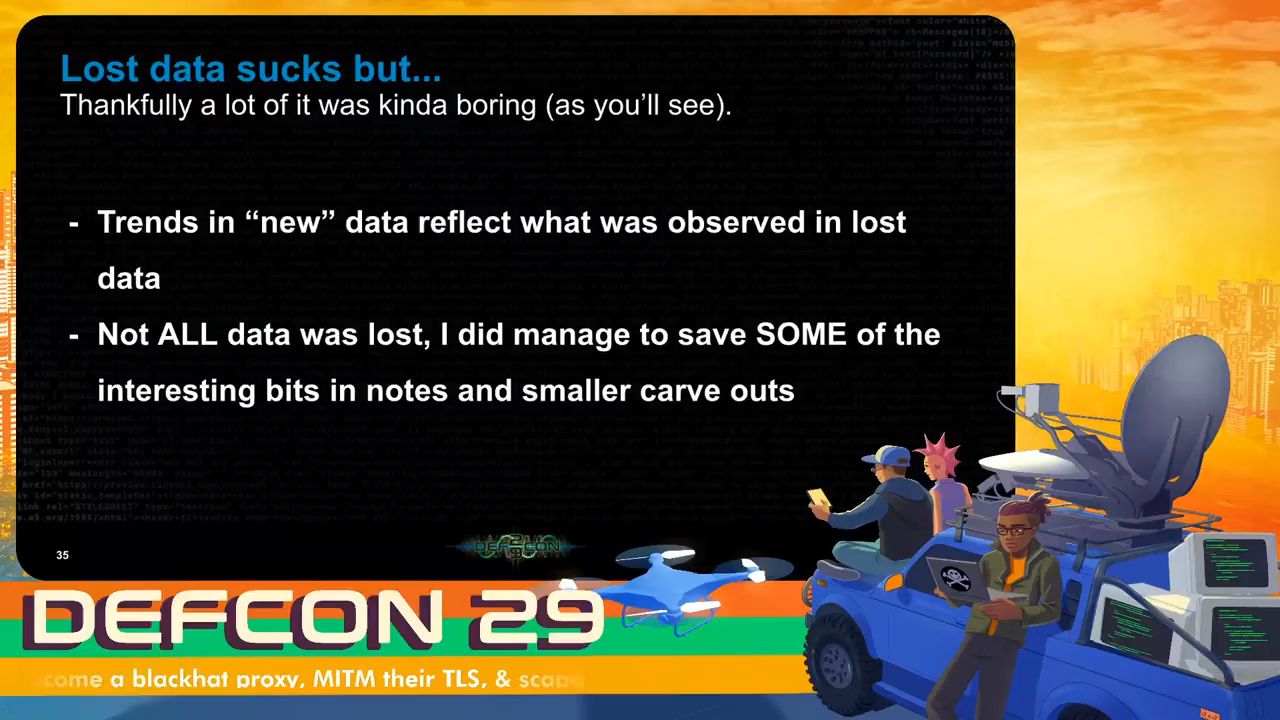 Lost data sucks but...
Thankfully a lot of it was kinda boring (as you’ll see).
- Trends in “new” data reflect what was observed in lost
data
- Not ALL data was lost, I did manage to save SOME of the
interesting bits in notes and smaller carve outs
35
DEFCON
DEFCON 29
come a blackhat proxy, MITM their TLS, & scape